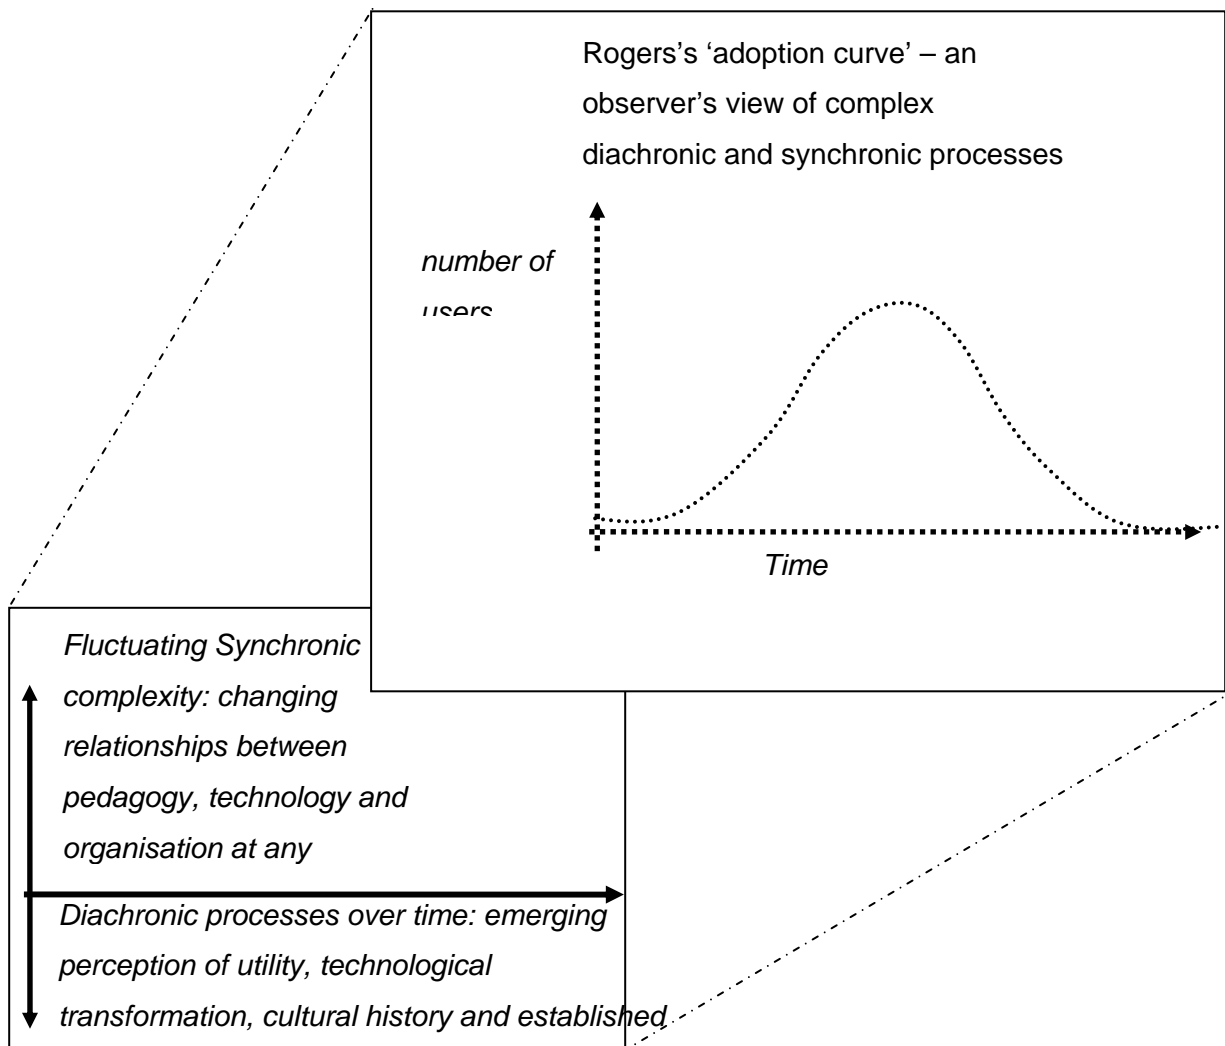 Rogers’s ‘adoption curve’ – an
observer’s view of complex
diachronic and synchronic processes
number of
users
Time
Fluctuating Synchronic
complexity: changing
relationships between
pedagogy, technology and
organisation at any
Diachronic processes over time: emerging
perception of utility, technological
transformation, cultural history and established